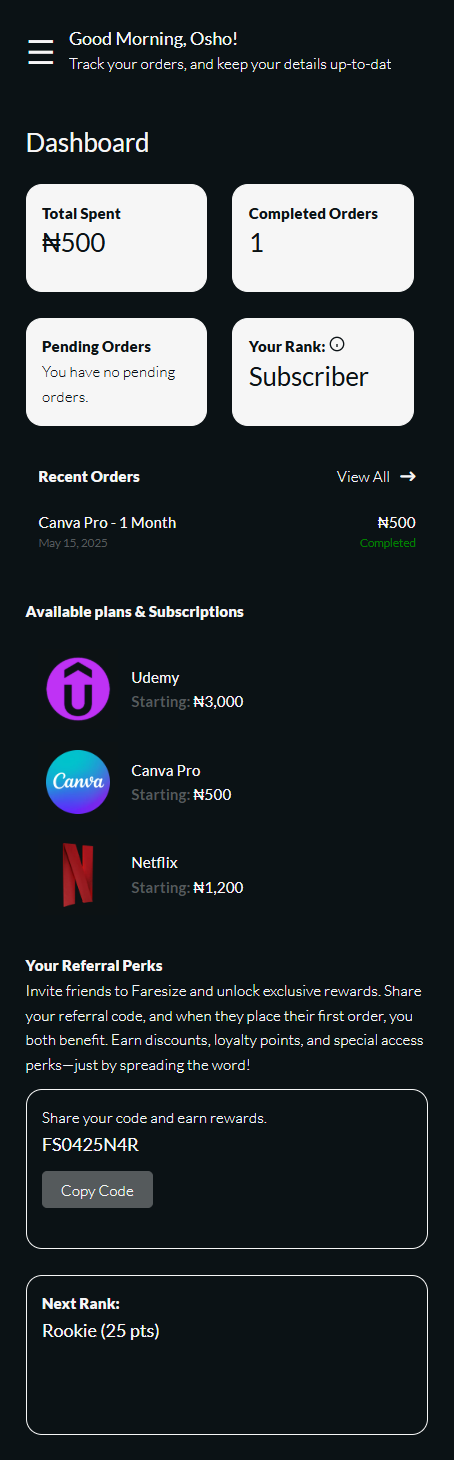 Good Morning, Osho!
Track your orders, and keep your details up-to-dat
Dashboard
Total Spent
₦500
Completed Orders
1
Pending Orders
You have no pending
orders.
Your Rank:
Subscriber
Recent Orders
View All →
Canva Pro - 1 Month
₦500
May 15, 2025
Completed
Available plans & Subscriptions
Udemy
Starting: ₦3,000
Canva
Canva Pro
Starting: ₦500
Netflix
Starting: ₦1,200
Your Referral Perks
Invite friends to Faresize and unlock exclusive rewards. Share
your referral code, and when they place their first order, you
both benefit. Earn discounts, loyalty points, and special access
perks—just by spreading the word!
Share your code and earn rewards.
FS0425N4R
Copy Code
Next Rank:
Rookie (25 pts)